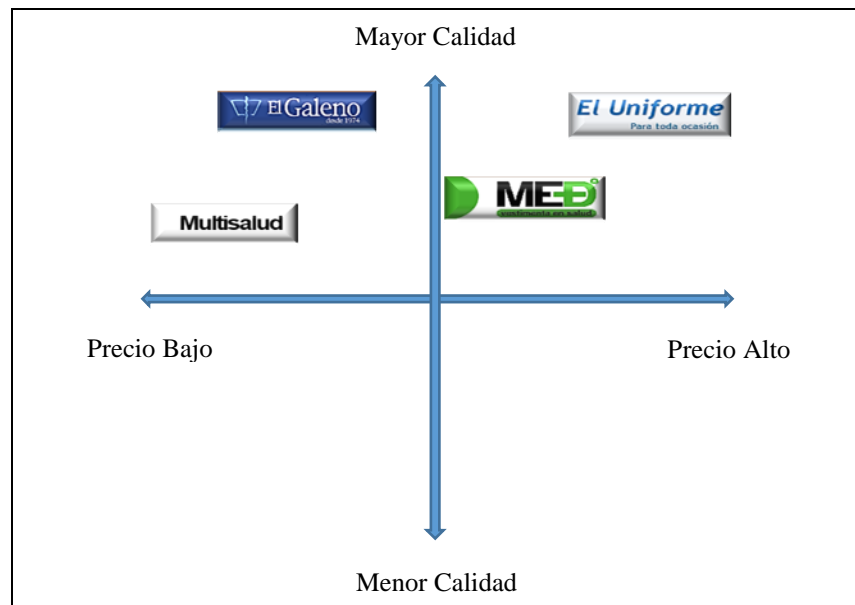 Mayor Calidad
El Galeno
desde 1974
El Uniforme
Para toda ocasión
MED
vestimenta en salud
Multisalud
Precio Bajo
Precio Alto
Menor Calidad